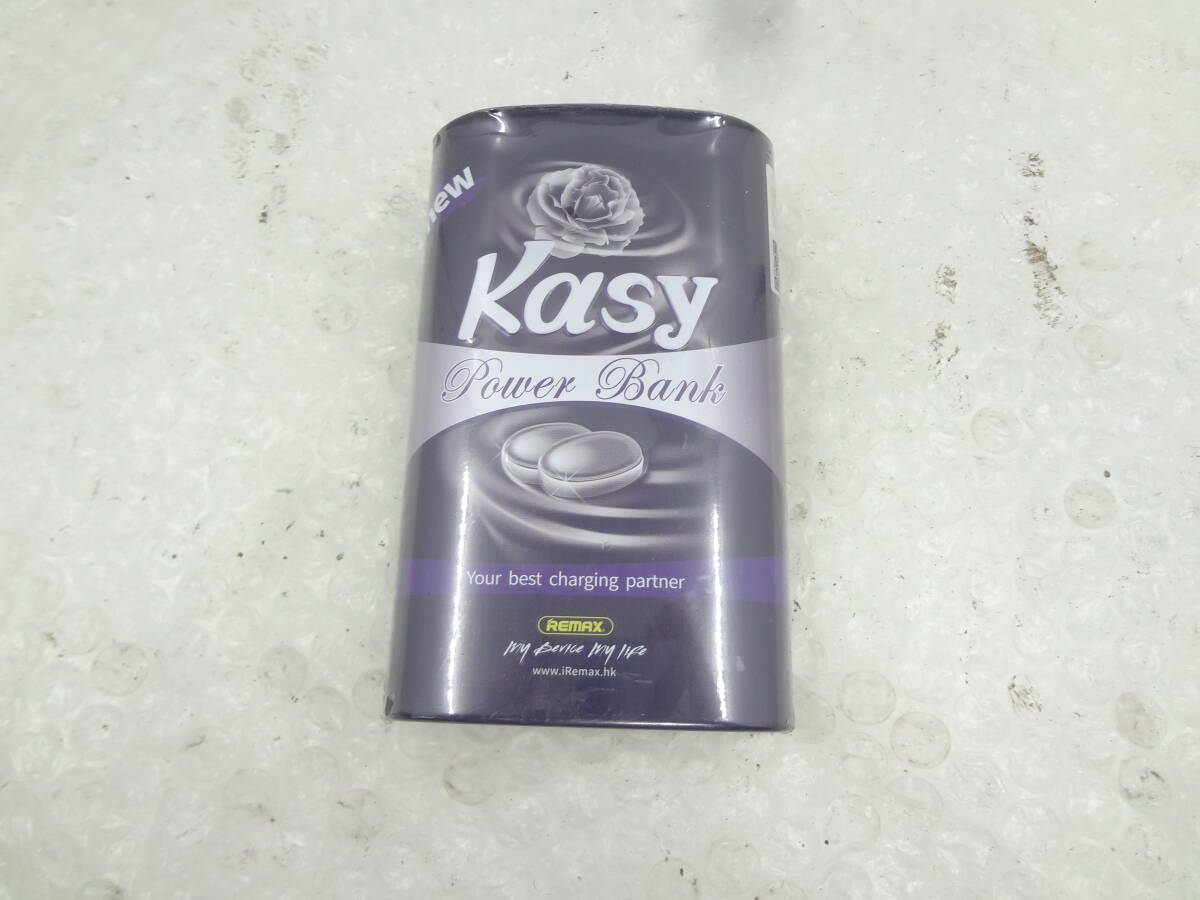 new
Kasy
Power Bank
Your best charging partner
REMAX
My Device My life
www.iRemax.hk